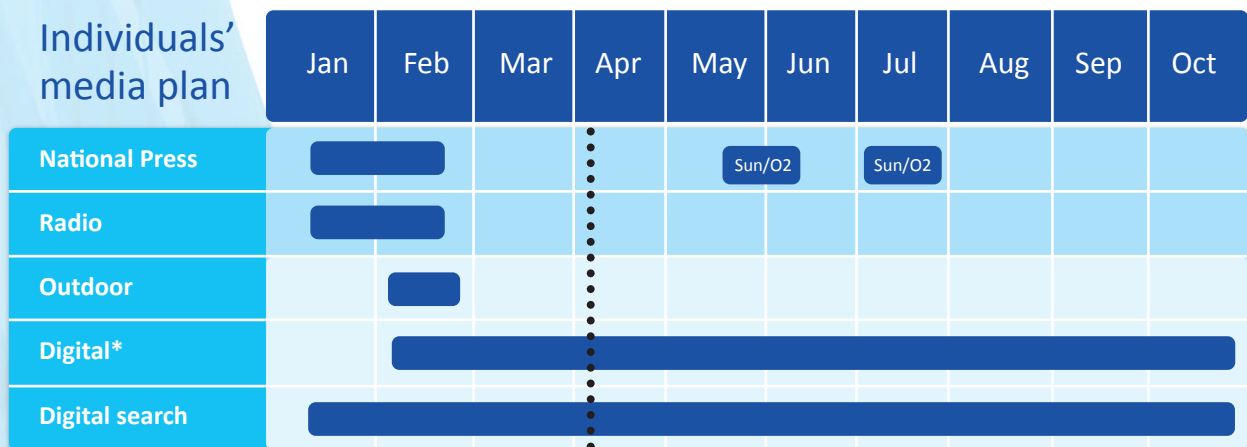 Individuals’
media plan
Jan Feb Mar Apr May Jun Jul Aug Sep Oct
National Press Sun/O2 Sun/O2
Radio
Outdoor
Digital*
Digital search